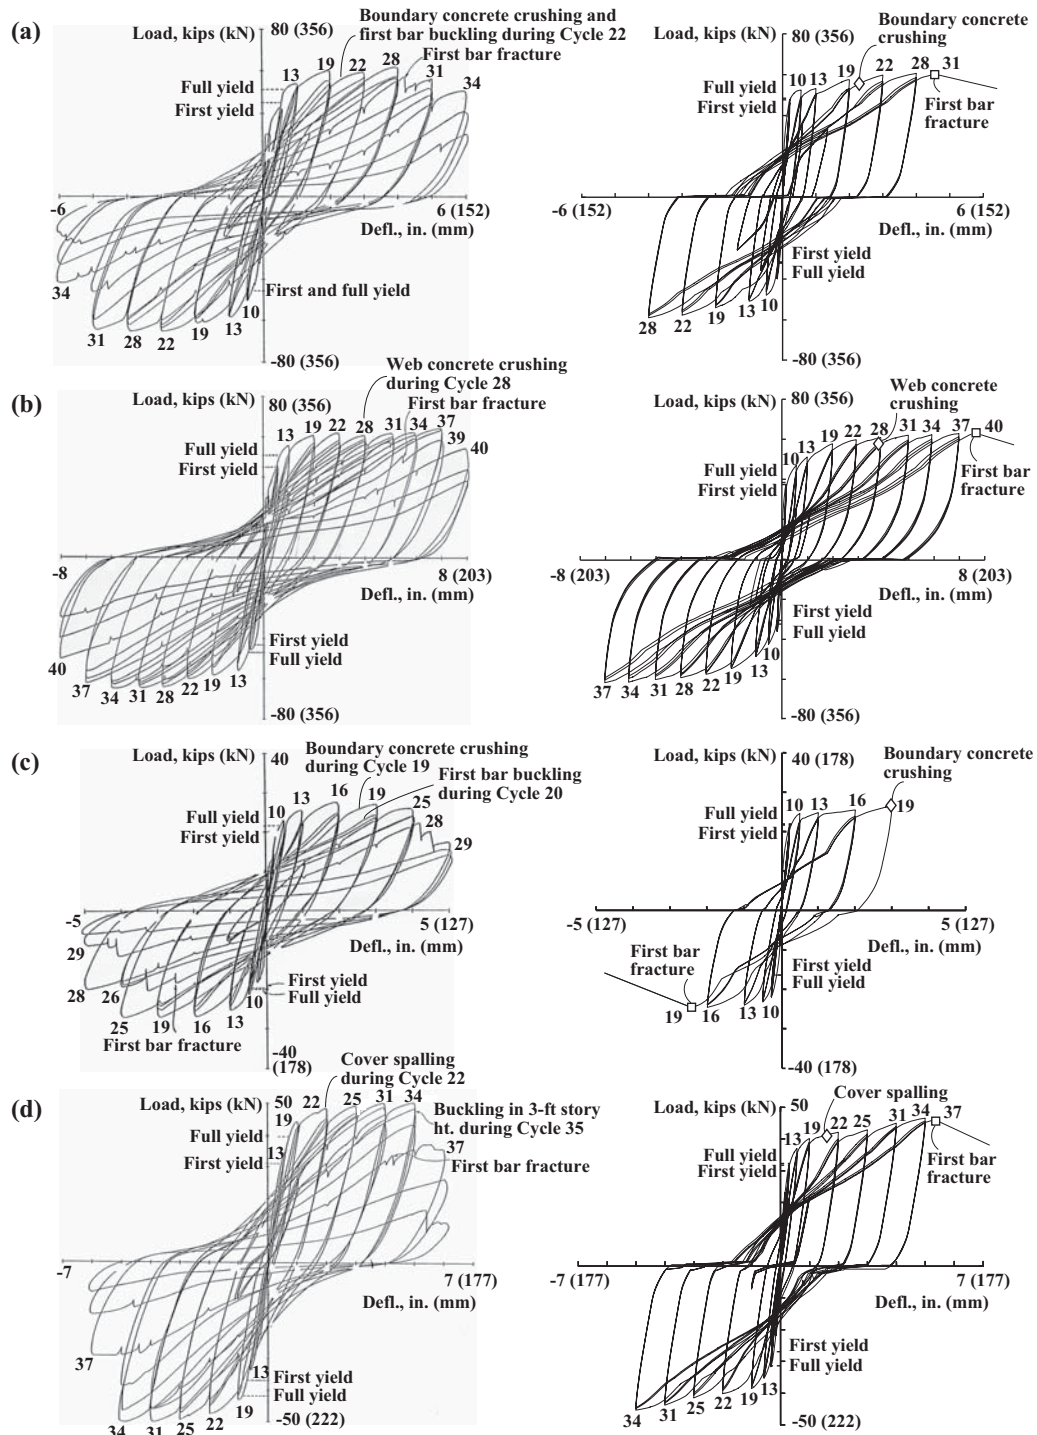 (a)
Load, kips (kN)
80 (356)
Boundary concrete crushing and
first bar buckling during Cycle 22
First bar fracture
13
19
22
28
31
34
Full yield
First yield
-6
6 (152)
Defl., in. (mm)
First and full yield
34
31
28
22
19
13
10
-80 (356)
Load, kips (kN)
80 (356)
Boundary concrete
crushing
10
13
19
22
28
31
Full yield
First yield
First bar
fracture
-6 (152)
6 (152)
Defl., in. (mm)
First yield
Full yield
28
22
19
13
10
-80 (356)
(b)
Load, kips (kN)
80 (356)
Web concrete crushing
during Cycle 28
First bar fracture
13
19
22
28
31
34
37
39
40
Full yield
First yield
-8
8 (203)
Defl., in. (mm)
First yield
Full yield
40
37
34
31
28
22
19
13
10
-80 (356)
Load, kips (kN)
80 (356)
Web concrete
crushing
10
13
19
22
28
31
34
37
40
Full yield
First yield
First bar
fracture
-8 (203)
8 (203)
Defl., in. (mm)
First yield
Full yield
37
34
31
28
22
19
13
10
-80 (356)
(c)
Load, kips (kN)
40
Boundary concrete crushing
during Cycle 19
First bar buckling
during Cycle 20
10
13
16
19
25
28
29
Full yield
First yield
-5
5 (127)
Defl., in. (mm)
First yield
Full yield
29
28
26
25
19
16
13
10
First bar fracture
-40
(178)
Load, kips (kN)
40 (178)
Boundary concrete
crushing
10
13
16
19
Full yield
First yield
-5 (127)
5 (127)
Defl., in. (mm)
First bar
fracture
First yield
Full yield
19
16
13
10
-40 (178)
(d)
Load, kips (kN)
50
Cover spalling
during Cycle 22
13
19
22
25
31
34
Buckling in 3-ft story
ht. during Cycle 35
37
First bar fracture
Full yield
First yield
-7
7 (177)
Defl., in. (mm)
First yield
Full yield
37
34
31
25
22
19
13
-50 (222)
Load, kips (kN)
50
Cover spalling
13
19
22
25
31
34
37
Full yield
First yield
First bar
fracture
-7 (177)
7 (177)
Defl., in. (mm)
First yield
Full yield
34
31
25
22
19
13
-50 (222)